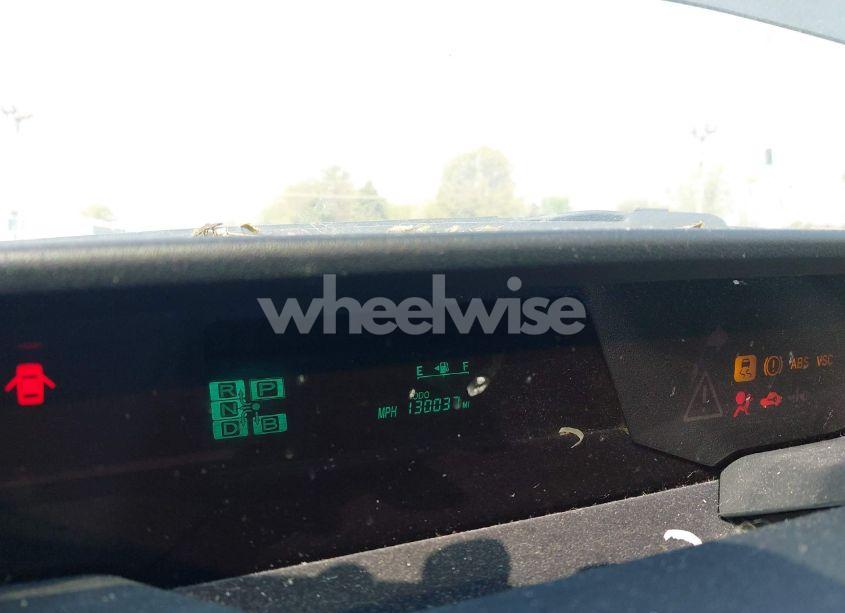 wheelwise
E F
ODO
MPH 130037 MI
R P
N
D B
ABS VSC